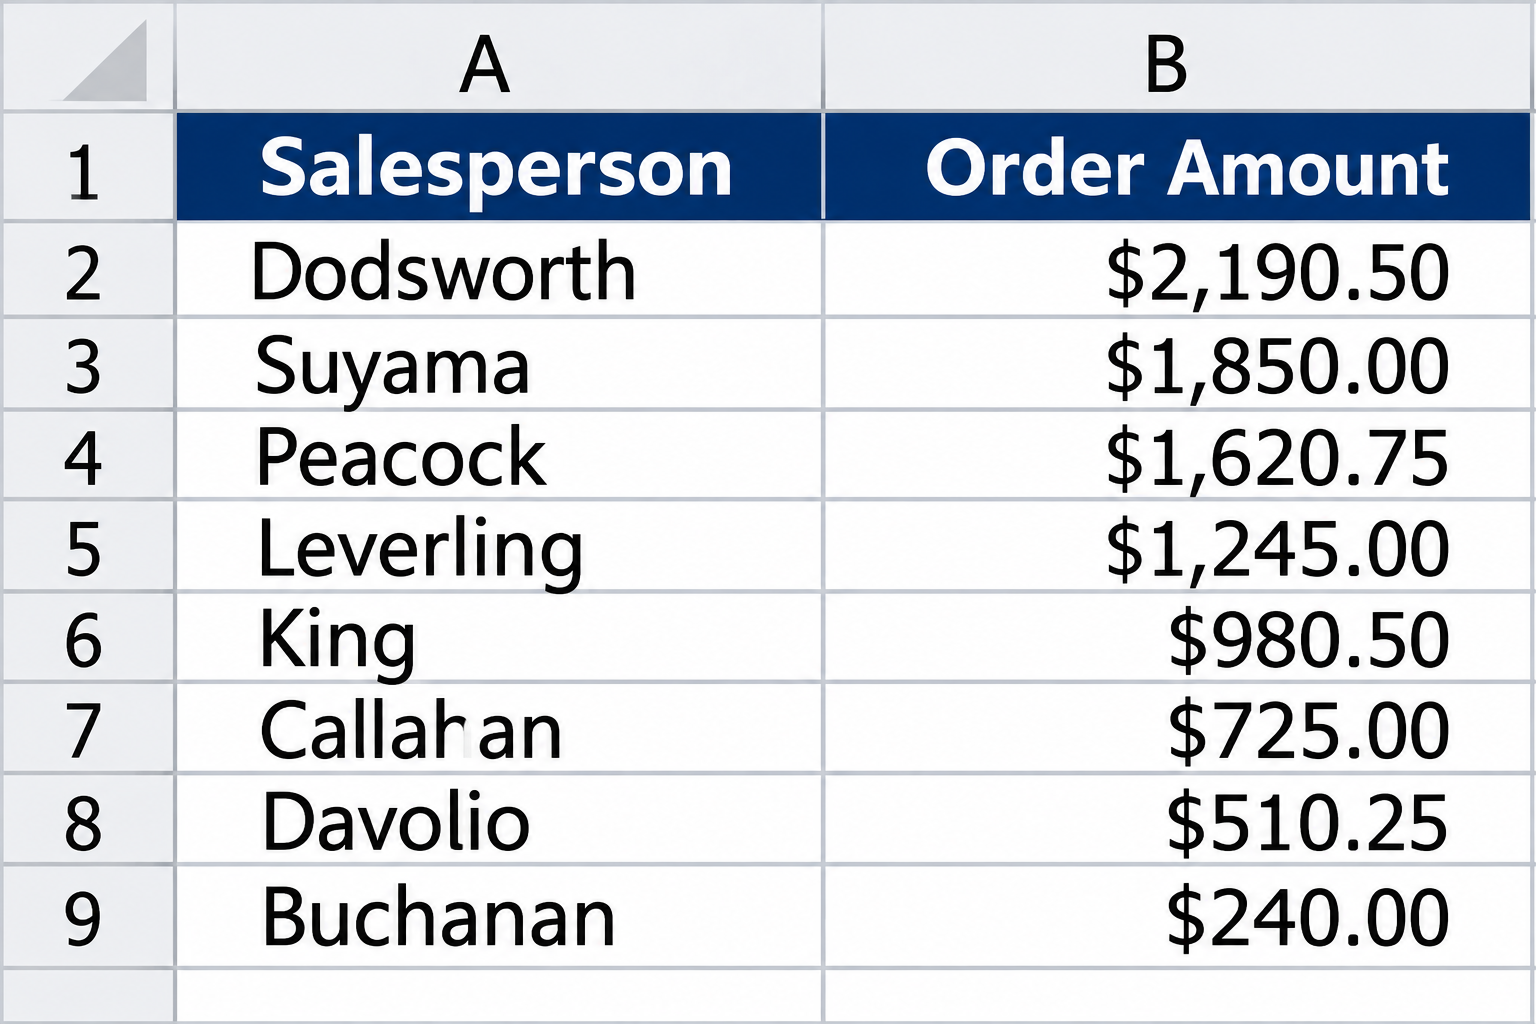 A B
1 Salesperson Order Amount
2 Dodsworth $2,190.50
3 Suyama $1,850.00
4 Peacock $1,620.75
5 Leverling $1,245.00
6 King $980.50
7 Callahan $725.00
8 Davolio $510.25
9 Buchanan $240.00